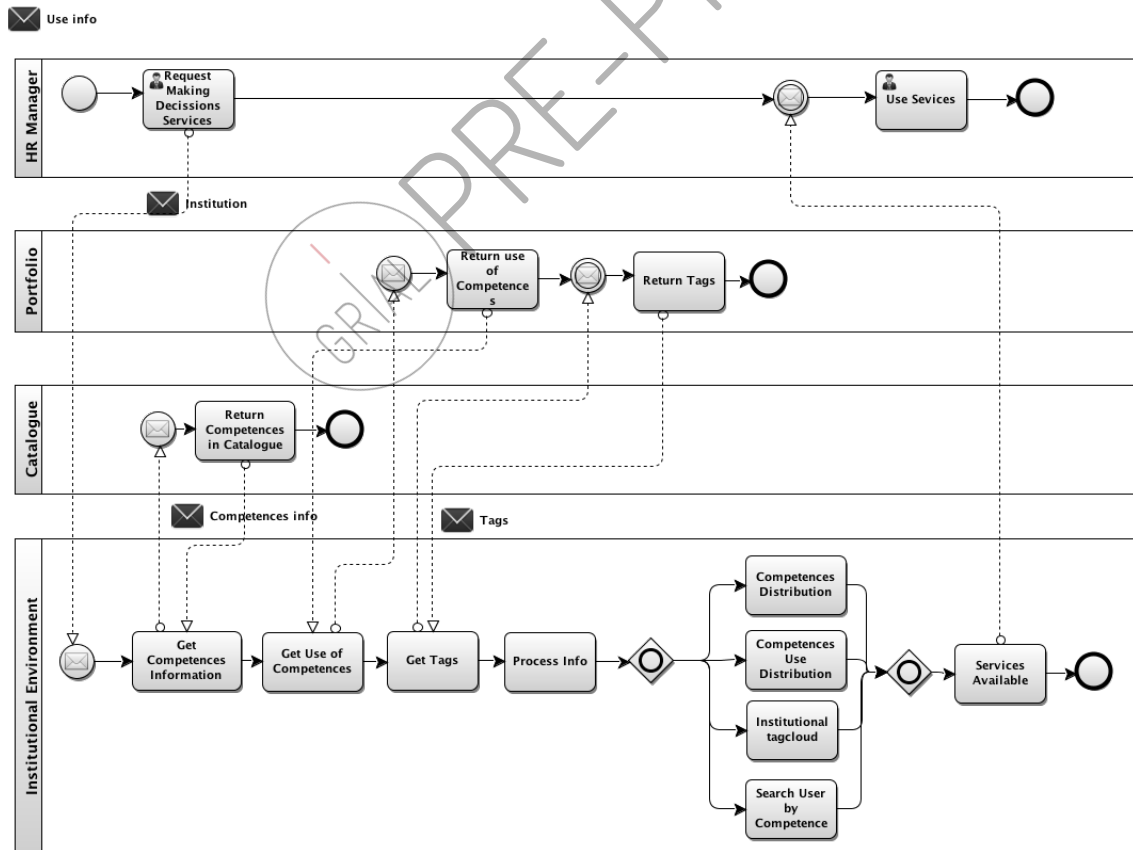 Use info
HR Manager
Request
Making
Decissions
Services
Use Sevices
Institution
PRE-P
GRIAL
Portfolio
Return use
of
Competence
s
Return Tags
Catalogue
Return
Competences
in Catalogue
Competences info
Tags
Institutional Environment
Get
Competences
Information
Get Use of
Competences
Get Tags
Process Info
Competences
Distribution
Competences
Use
Distribution
Institutional
tagcloud
Search User
by
Competence
Services
Available